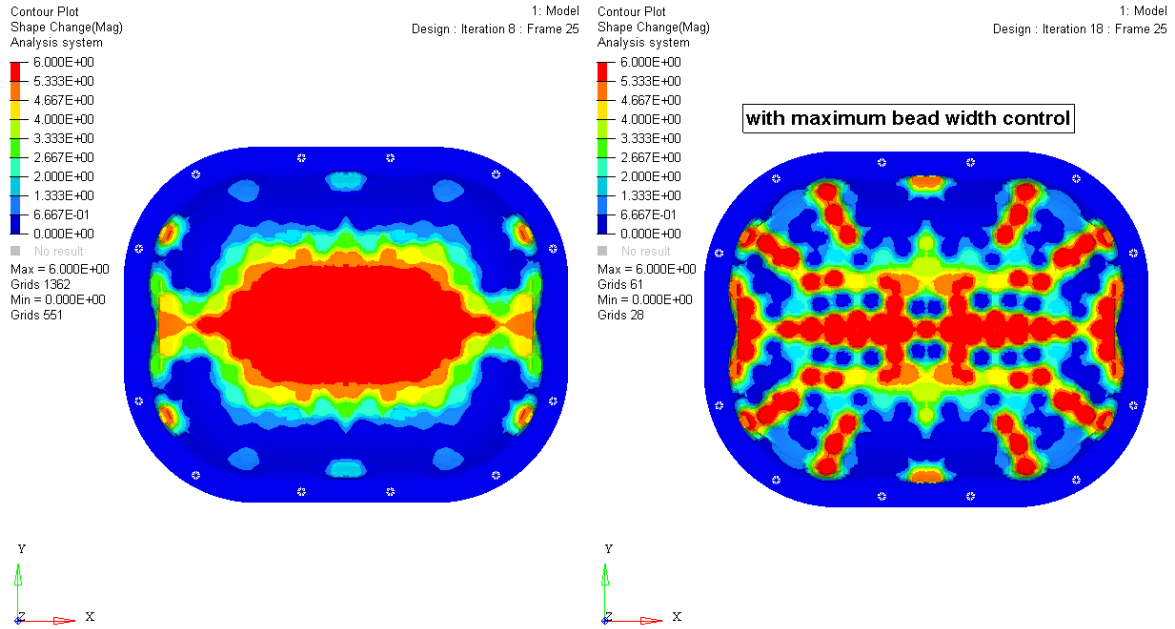 Contour Plot
Shape Change(Mag)
Analysis system
6.000E+00
5.333E+00
4.667E+00
4.000E+00
3.333E+00
2.667E+00
2.000E+00
1.333E+00
6.667E-01
0.000E+00
No result
Max = 6.000E+00
Grids 1362
Min = 0.000E+00
Grids 551
1: Model
Design : Iteration 8 : Frame 25
Y
Z
X
Contour Plot
Shape Change(Mag)
Analysis system
6.000E+00
5.333E+00
4.667E+00
4.000E+00
3.333E+00
2.667E+00
2.000E+00
1.333E+00
6.667E-01
0.000E+00
No result
Max = 6.000E+00
Grids 61
Min = 0.000E+00
Grids 28
1: Model
Design : Iteration 18 : Frame 25
with maximum bead width control
Y
Z
X